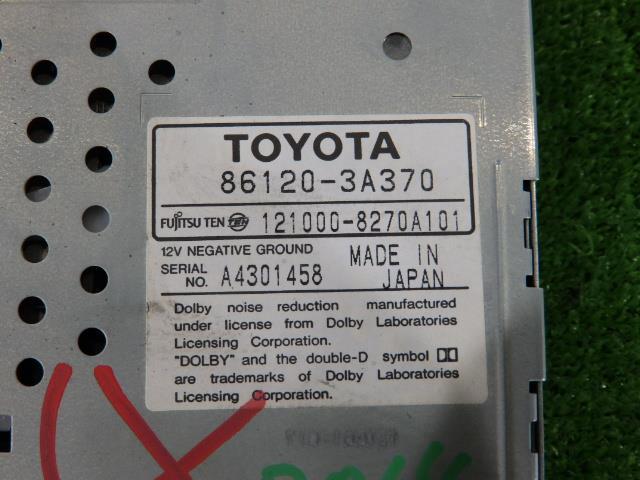 TOYOTA
86120-3A370
FUJITSU TEN TEN 121000-8270A101
12V NEGATIVE GROUND
SERIAL NO. A4301458
MADE IN JAPAN
Dolby noise reduction manufactured
under license from Dolby Laboratories
Licensing Corporation.
"DOLBY" and the double-D symbol
are trademarks of Dolby Laboratories
Licensing Corporation.